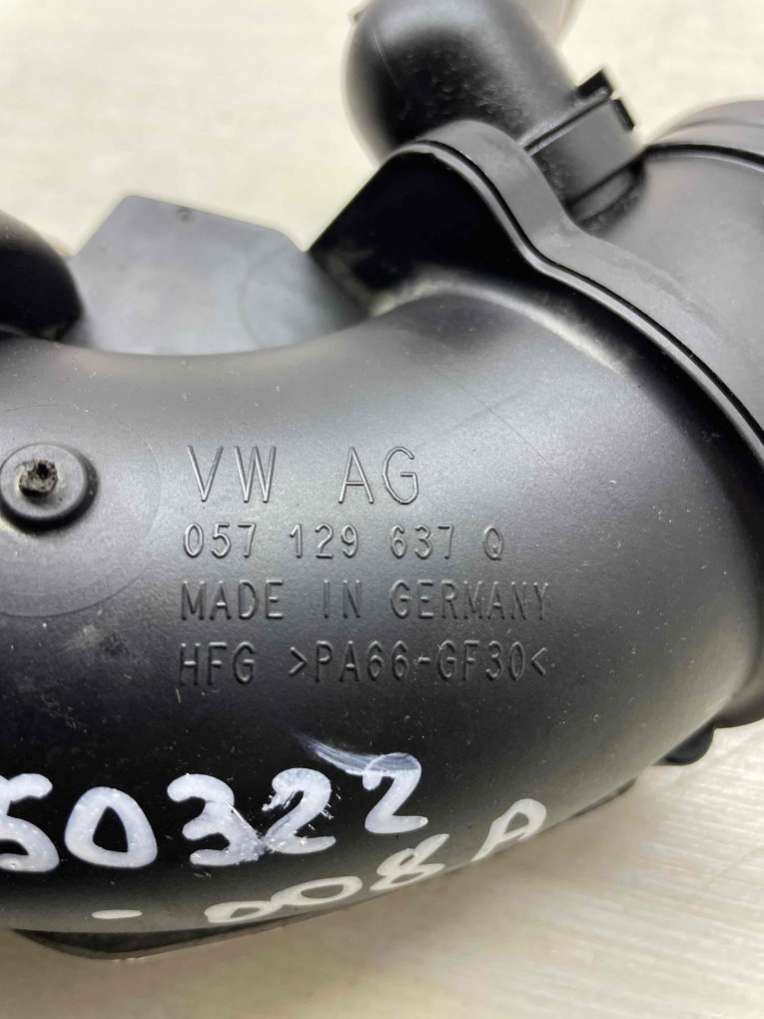 VW AG
057 129 637 Q
MADE IN GERMANY
HFG >PA66-GF30<
50322
-008A